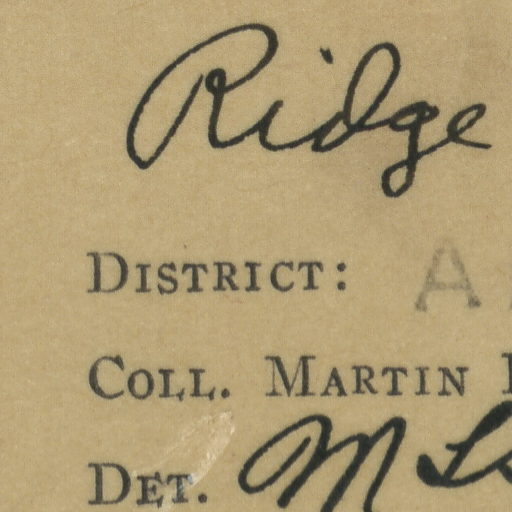 Ridge
DISTRICT: A
COLL. MARTIN
DET. M